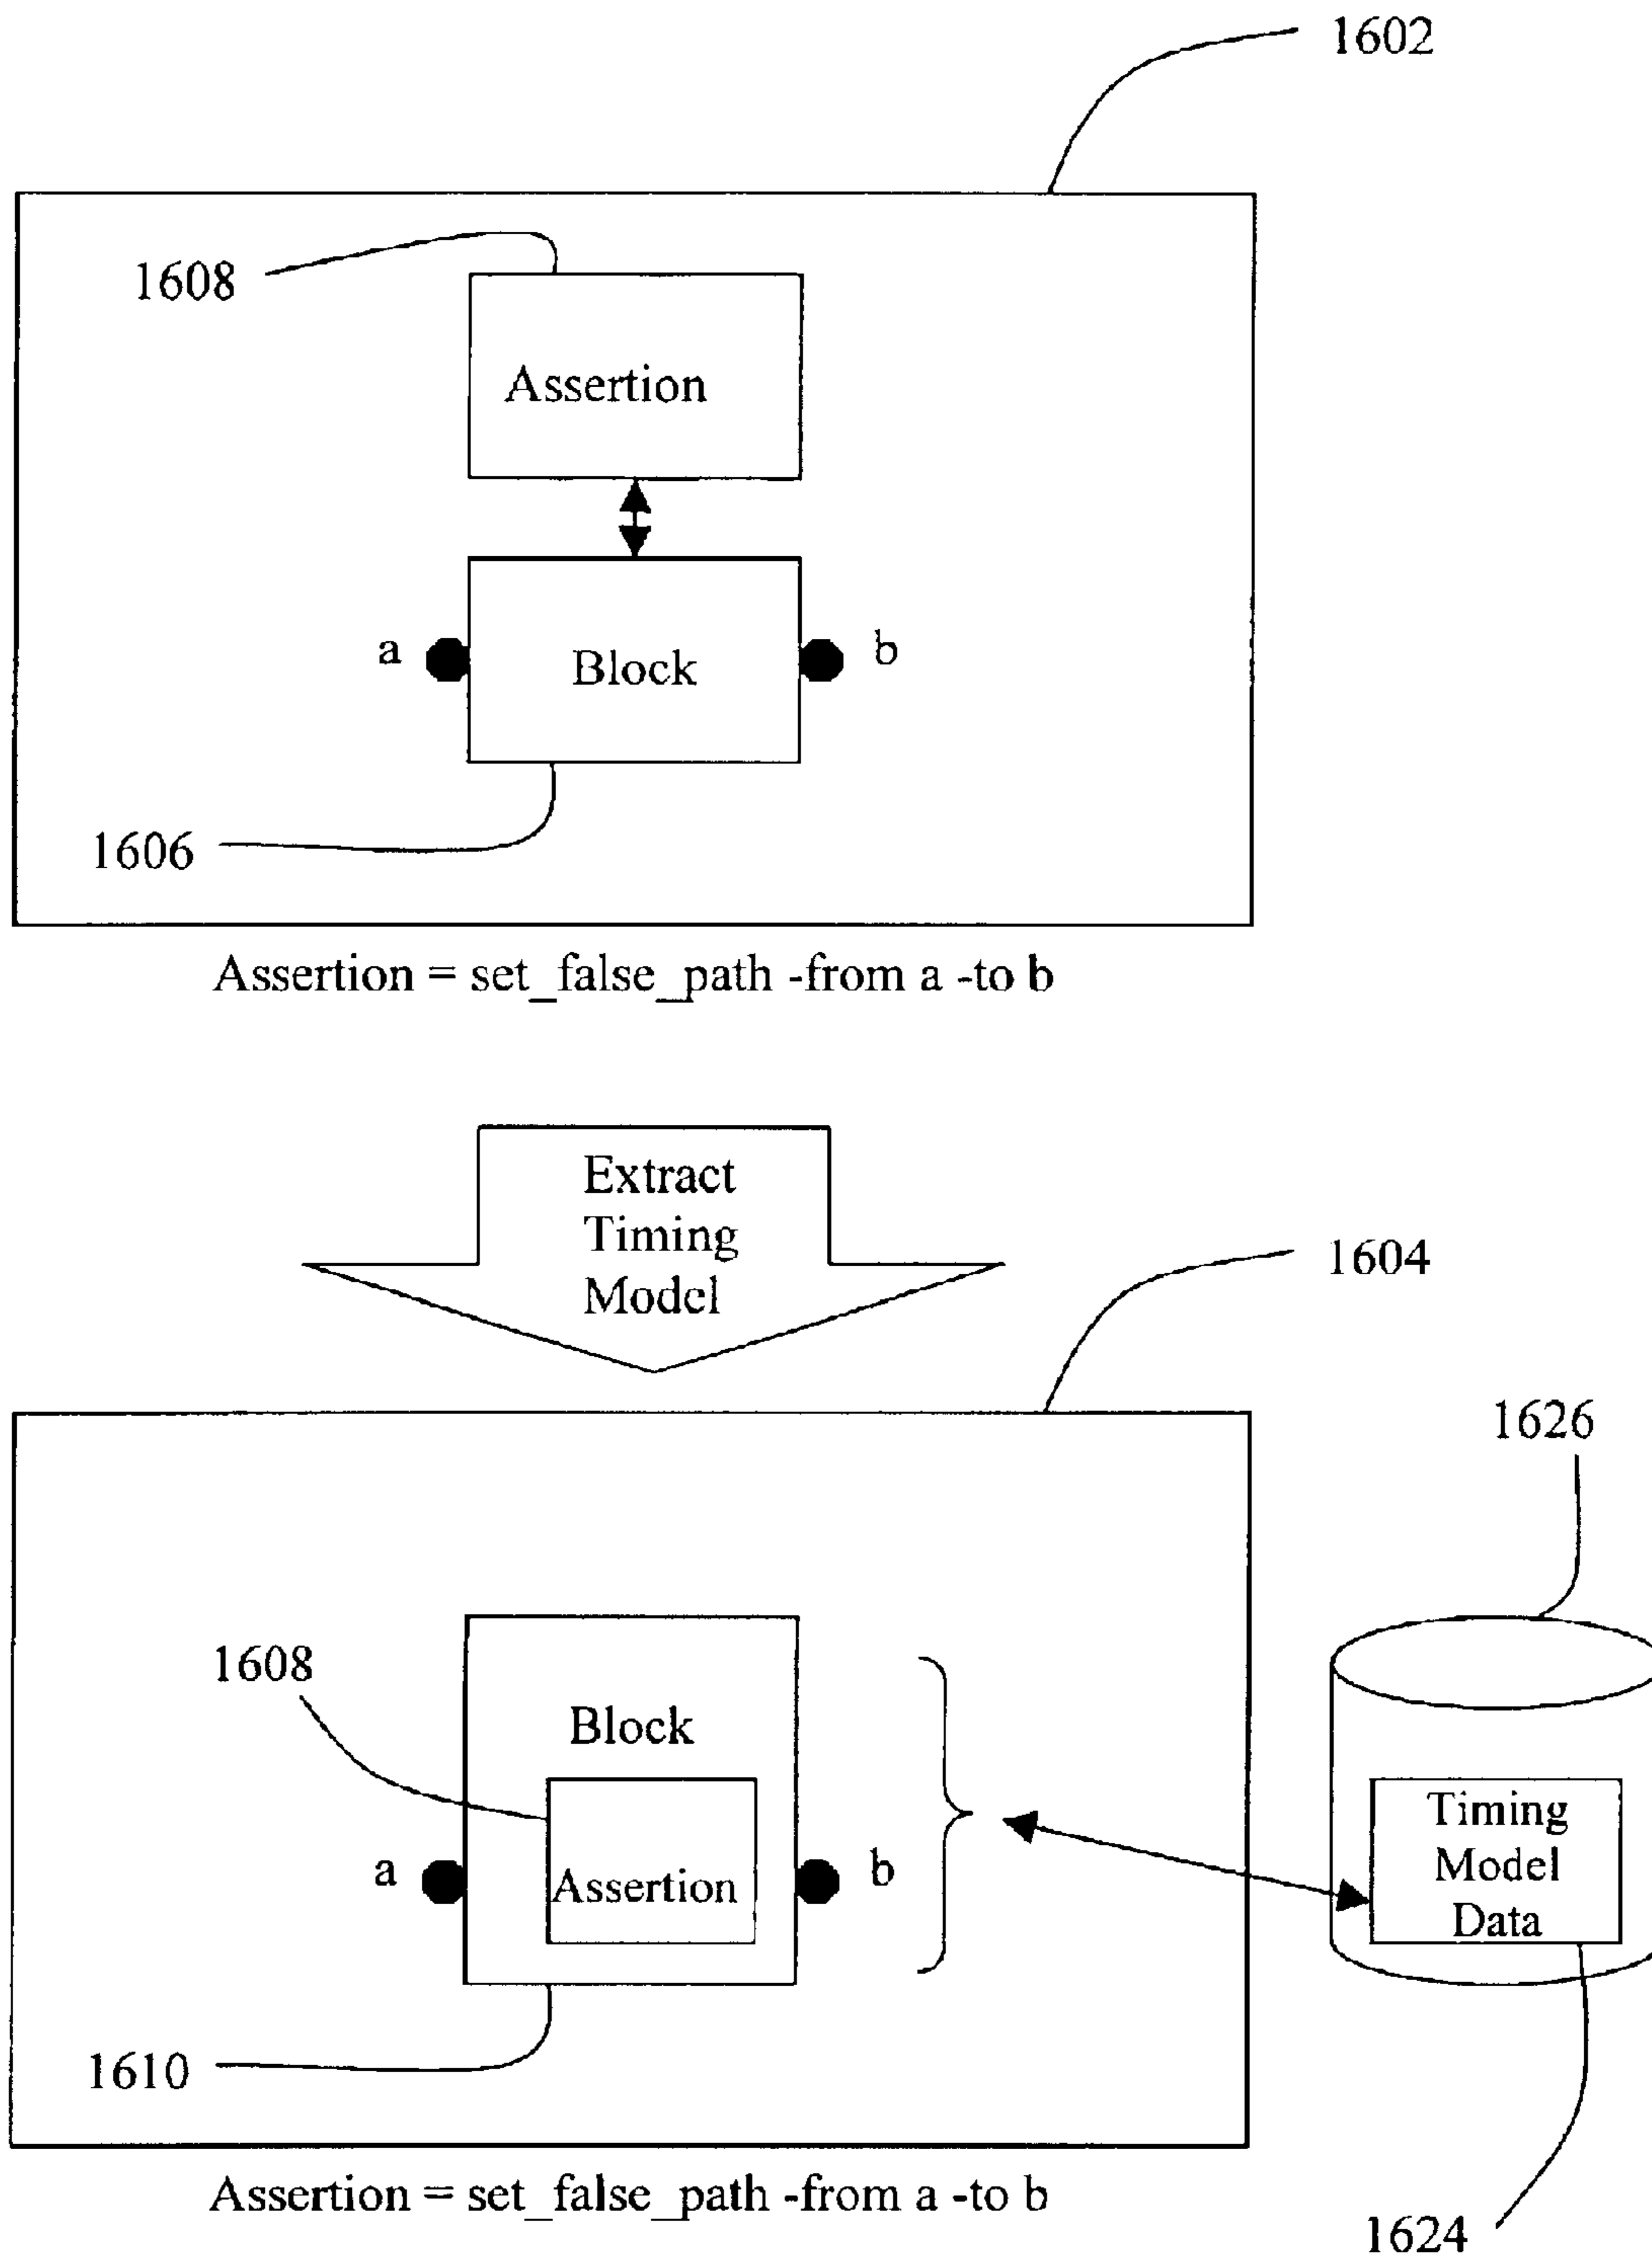 1602
1608
Assertion
a
Block
b
1606
Assertion = set_false_path -from a -to b
Extract
Timing
Model
1604
1626
1608
Block
Timing
Model
Data
a
Assertion
b
1610
Assertion = set_false_path -from a -to b
1624